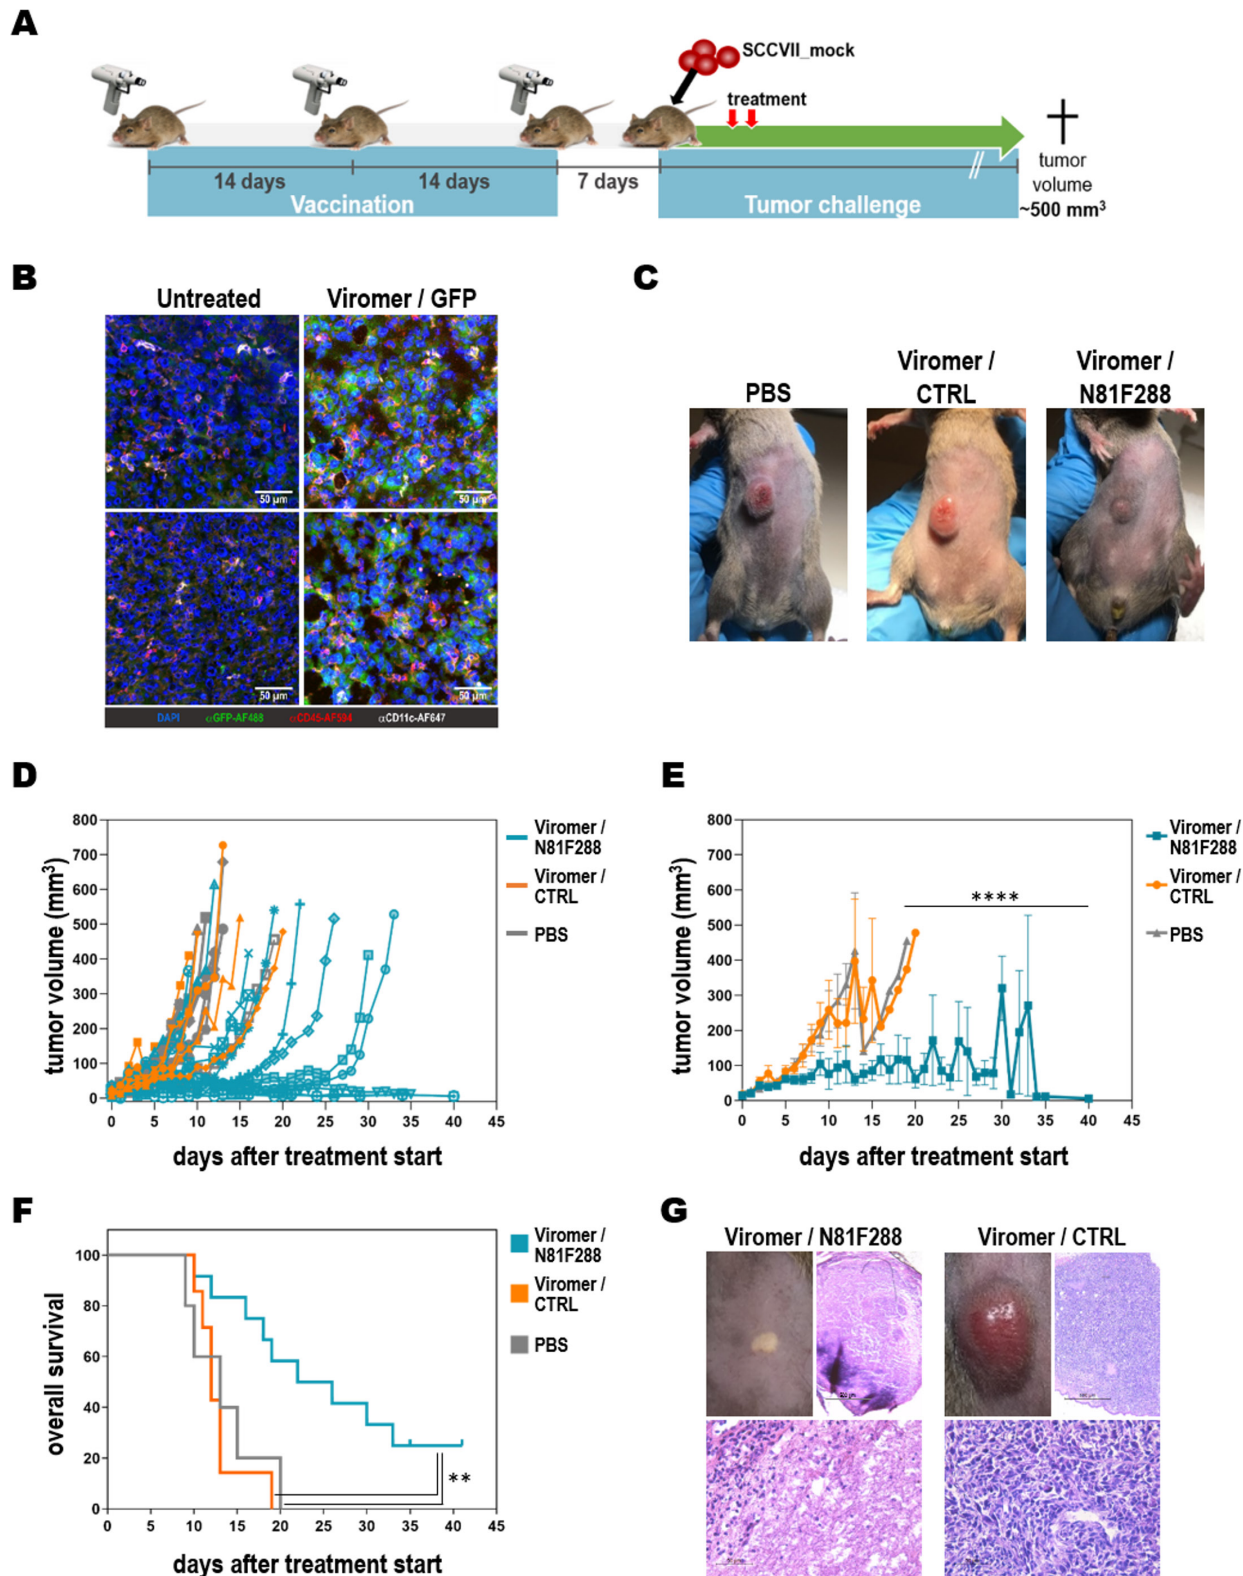 A
SCCVII_mock
treatment
14 days
14 days
7 days
Vaccination
Tumor challenge
tumor
volume
~500 mm³
B
Untreated
Viromer / GFP
50 µm
50 µm
50 µm
50 µm
DAPI αGFP-AF488 αCD45-AF594 αCD11c-AF647
C
PBS
Viromer /
CTRL
Viromer /
N81F288
D
tumor volume (mm³)
800
700
600
500
400
300
200
100
0
0 5 10 15 20 25 30 35 40 45
days after treatment start
Viromer /
N81F288
Viromer /
CTRL
PBS
E
tumor volume (mm³)
800
700
600
500
400
300
200
100
0
0 5 10 15 20 25 30 35 40 45
days after treatment start
****
Viromer /
N81F288
Viromer /
CTRL
PBS
F
overall survival
100
80
60
40
20
0
0 5 10 15 20 25 30 35 40 45
days after treatment start
**
Viromer /
N81F288
Viromer /
CTRL
PBS
G
Viromer / N81F288
Viromer / CTRL